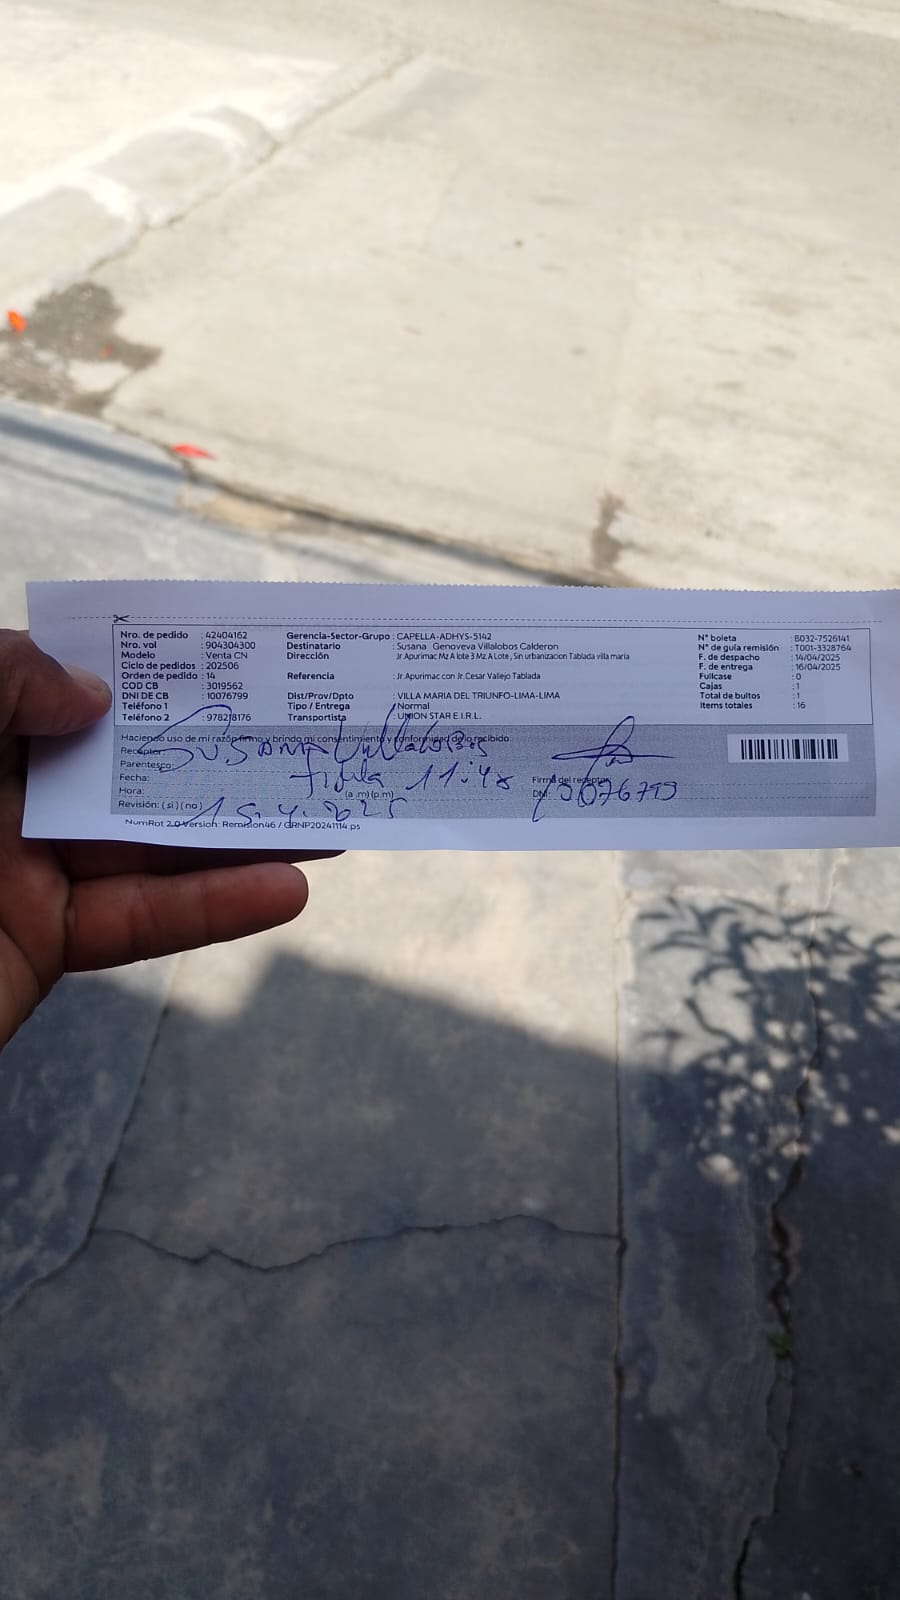 Nro. de pedido : 42404162 Gerencia-Sector-Grupo : CAPELLA-ADHYS-5142 N° boleta : B032-7526141
Nro. vol : 904304300 Destinatario : Susana Genoveva Villalobos Calderon N° de guía remisión : T001-3328764
Modelo : Venta CN Dirección : Jr.Apurimac Mz A lote 3 Mz A Lote , Sin urbanizacion Tablada villa maria F. de despacho : 14/04/2025
Ciclo de pedidos : 202506 F. de entrega : 16/04/2025
Orden de pedido : 14 Referencia : Jr.Apurimac con Jr.Cesar Vallejo Tablada Fullcase : 0
COD CB : 3019562 Cajas : 1
DNI DE CB : 10076799 Dist/Prov/Dpto : VILLA MARIA DEL TRIUNFO-LIMA-LIMA Total de bultos : 1
Teléfono 1 : Tipo / Entrega : Normal Items totales : 16
Teléfono 2 : 978218176 Transportista : UNION STAR E.I.R.L.
Haciendo uso de mi razón firmo y brindo mi consentimiento y conformidad de lo recibido:
Receptor: Susana Villalobos
Parentesco:
Fecha: 11:48
Firma del receptor
Hora: (a .m) (p.m) DNI: 10076799
Revisión: ( si ) ( no ) 15.4.2025
NumRot 2.0 Version: Remision46 / GRNP20241114.ps